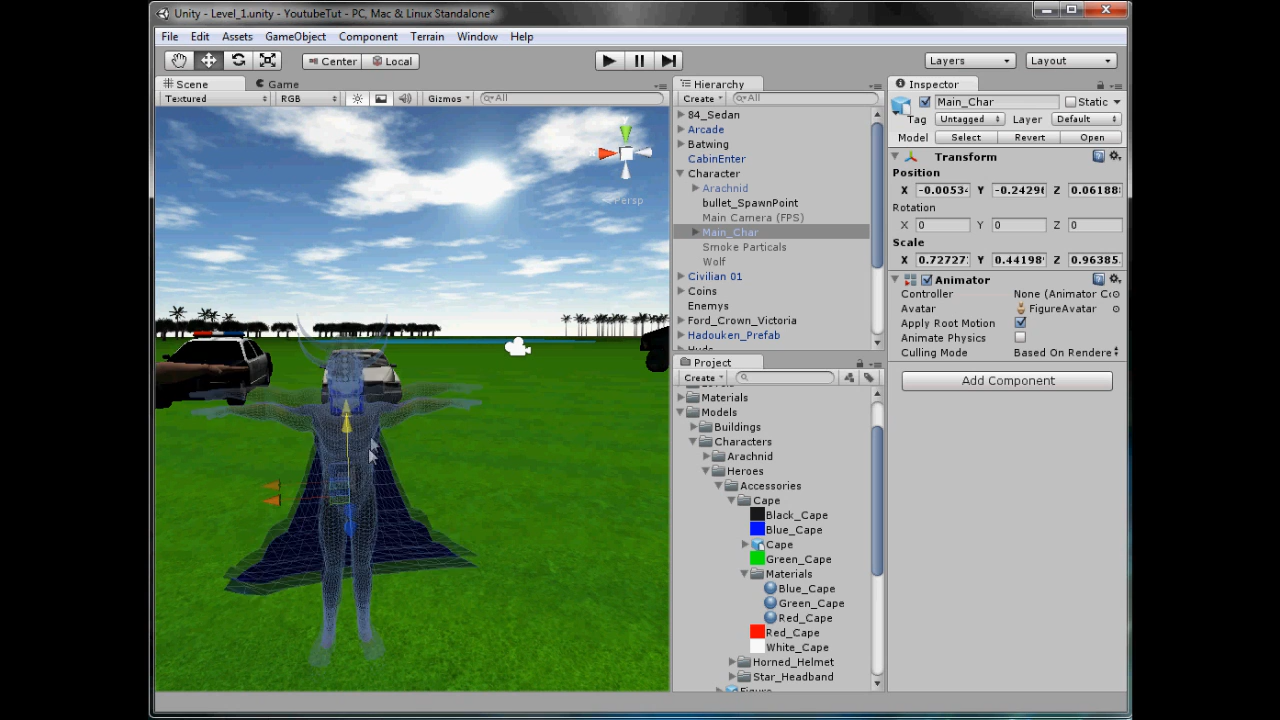 Unity - Level_1.unity - YoutubeTut - PC, Mac & Linux Standalone*
File Edit Assets GameObject Component Terrain Window Help
Center Local
Layers Layout
Scene Game
Textured RGB Gizmos All
Persp
Hierarchy
Create All
84_Sedan
Arcade
Batwing
CabinEnter
Character
Arachnid
bullet_SpawnPoint
Main Camera (FPS)
Main_Char
Smoke Particals
Wolf
Civilian 01
Coins
Enemys
Ford_Crown_Victoria
Hadouken_Prefab
Project
Create
Materials
Models
Buildings
Characters
Arachnid
Heroes
Accessories
Cape
Black_Cape
Blue_Cape
Cape
Green_Cape
Materials
Blue_Cape
Green_Cape
Red_Cape
Red_Cape
White_Cape
Horned_Helmet
Star_Headband
Inspector
Main_Char Static
Tag Untagged Layer Default
Model Select Revert Open
Transform
Position
X -0.0053 Y -0.2429 Z 0.06188
Rotation
X 0 Y 0 Z 0
Scale
X 0.7272 Y 0.4419 Z 0.96385
Animator
Controller None (Animator C
Avatar FigureAvatar
Apply Root Motion
Animate Physics
Culling Mode Based On Rendere
Add Component